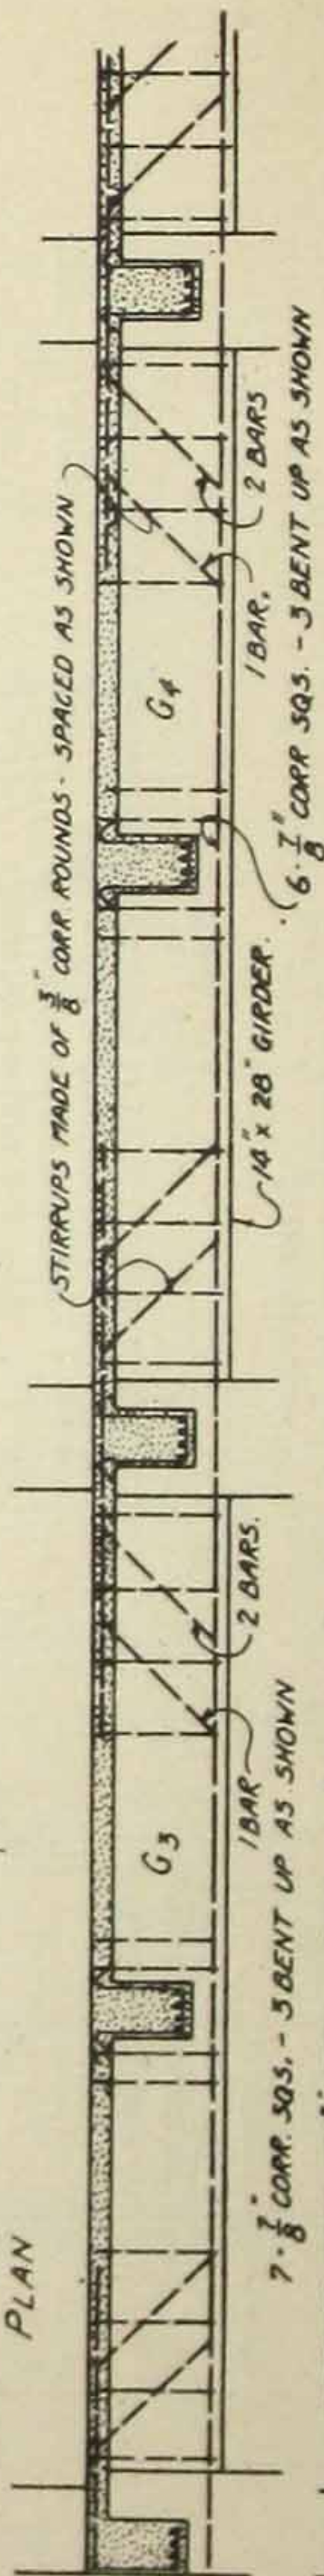 PLAN
STIRRUPS MADE OF 3/8" CORR ROUNDS - SPACED AS SHOWN
G3
G4
1 BAR
2 BARS.
14" x 28" GIRDER.
1 BAR,
2 BARS
7 - 7/8" CORR. SQS. - 3 BENT UP AS SHOWN
6 - 7/8" CORR SQS. - 3 BENT UP AS SHOWN